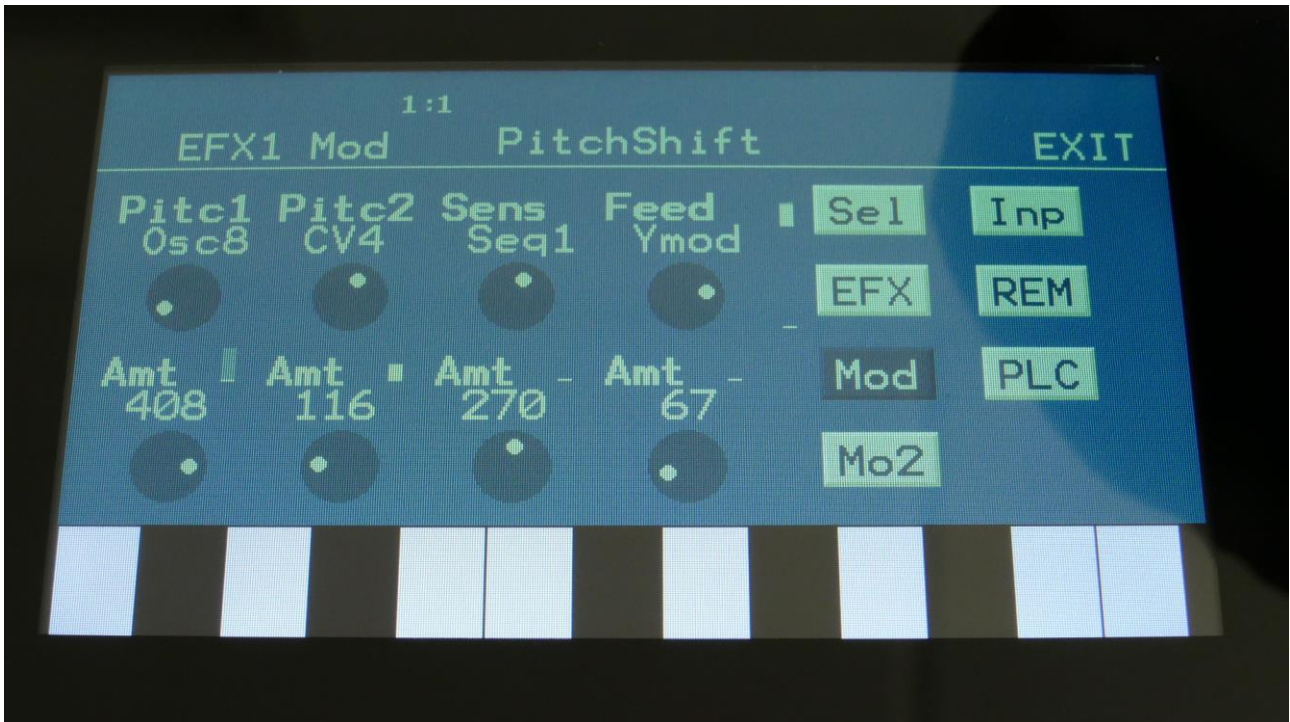 1:1
EFX1 Mod PitchShift EXIT
Pitc1 Pitc2 Sens Feed Sel Inp
Osc8 CV4 Seq1 Ymod
EFX REM
Amt Amt Amt Amt Mod PLC
408 116 270 67
Mo2